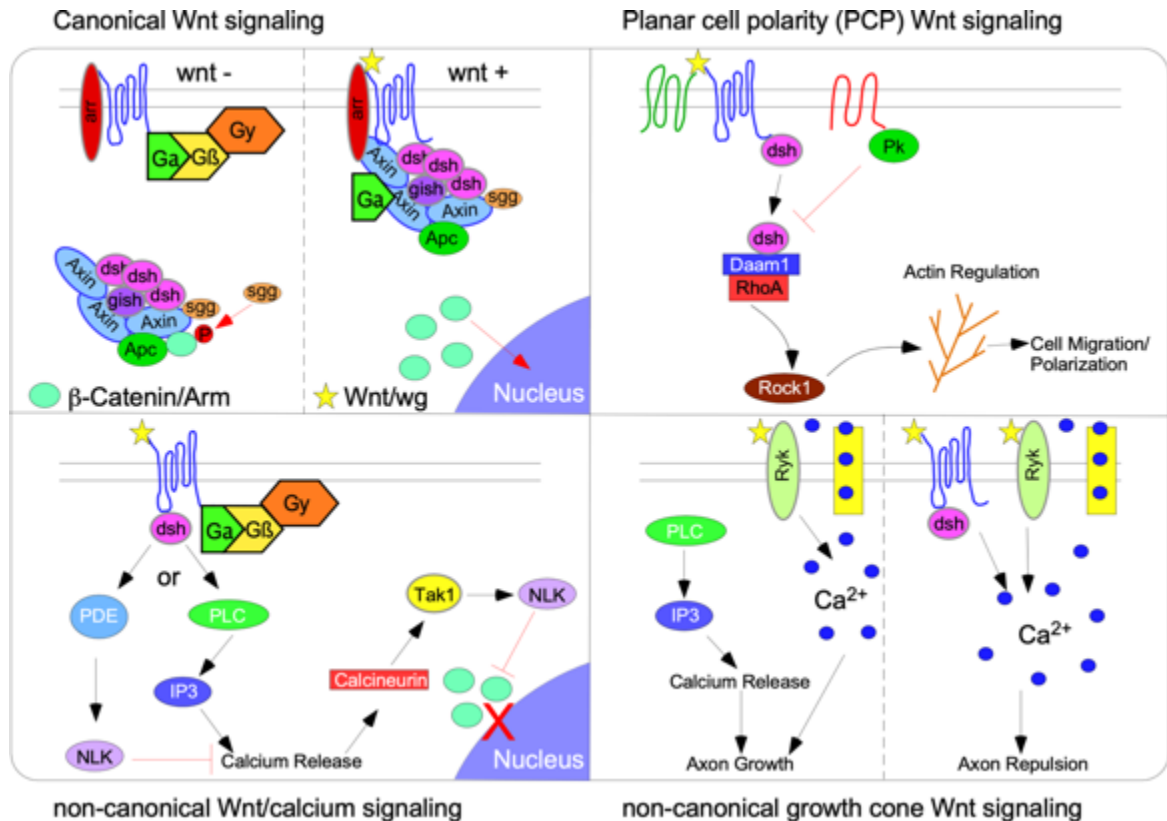 Canonical Wnt signaling
Planar cell polarity (PCP) Wnt signaling
wnt -
wnt +
arr
Gy
Ga
Gß
arr
Axin
dsh
dsh
gish
dsh
sgg
Ga
Axin
Axin
Apc
Axin
dsh
dsh
gish
dsh
sgg
sgg
Axin
Axin
P
Apc
β-Catenin/Arm
Wnt/wg
Nucleus
dsh
Pk
dsh
Daam1
RhoA
Rock1
Actin Regulation
Cell Migration/
Polarization
dsh
Ga
Gß
Gy
or
PDE
PLC
IP3
NLK
Calcium Release
Calcineurin
Tak1
NLK
X
Nucleus
Ryk
PLC
IP3
Ca2+
Calcium Release
Axon Growth
Ryk
dsh
Ca2+
Axon Repulsion
non-canonical Wnt/calcium signaling
non-canonical growth cone Wnt signaling